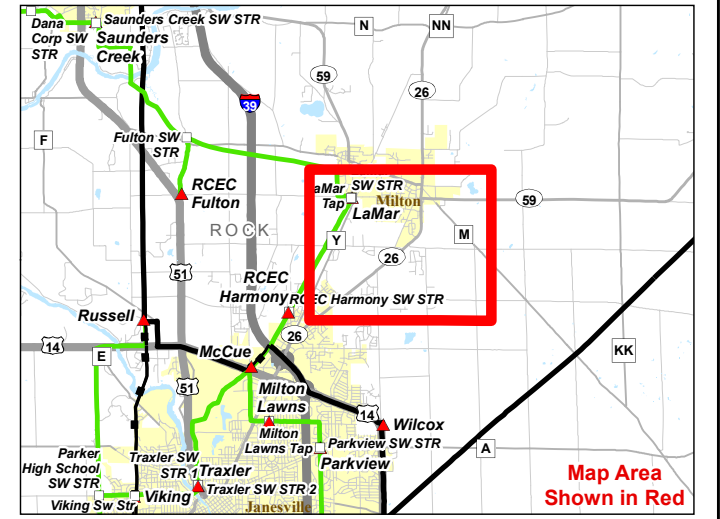 Dana
Corp SW
STR
Saunders Creek SW STR
Saunders
Creek
N
NN
59
26
39
F
Fulton SW
STR
RCEC
Fulton
SW STR
Tap
LaMar
Milton
59
ROCK
Y
M
26
51
RCEC
Harmony
RCEC Harmony SW STR
Russell
26
14
E
McCue
KK
51
Milton
Lawns
14
Wilcox
Milton
Lawns Tap
Parkview SW STR
A
Parker
High School
SW STR
Traxler SW
STR 1
Traxler
Parkview
Viking Sw Str
Viking
Traxler SW STR 2
Janesville
Map Area
Shown in Red